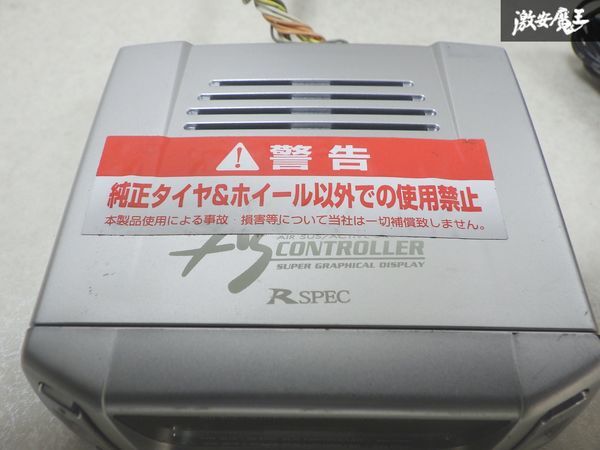 激安魔王
警告
純正タイヤ&ホイール以外での使用禁止
本製品使用による事故・損害等について当社は一切補償致しません。
AIR SUS/ACTIVE
CONTROLLER
SUPER GRAPHICAL DISPLAY
R SPEC